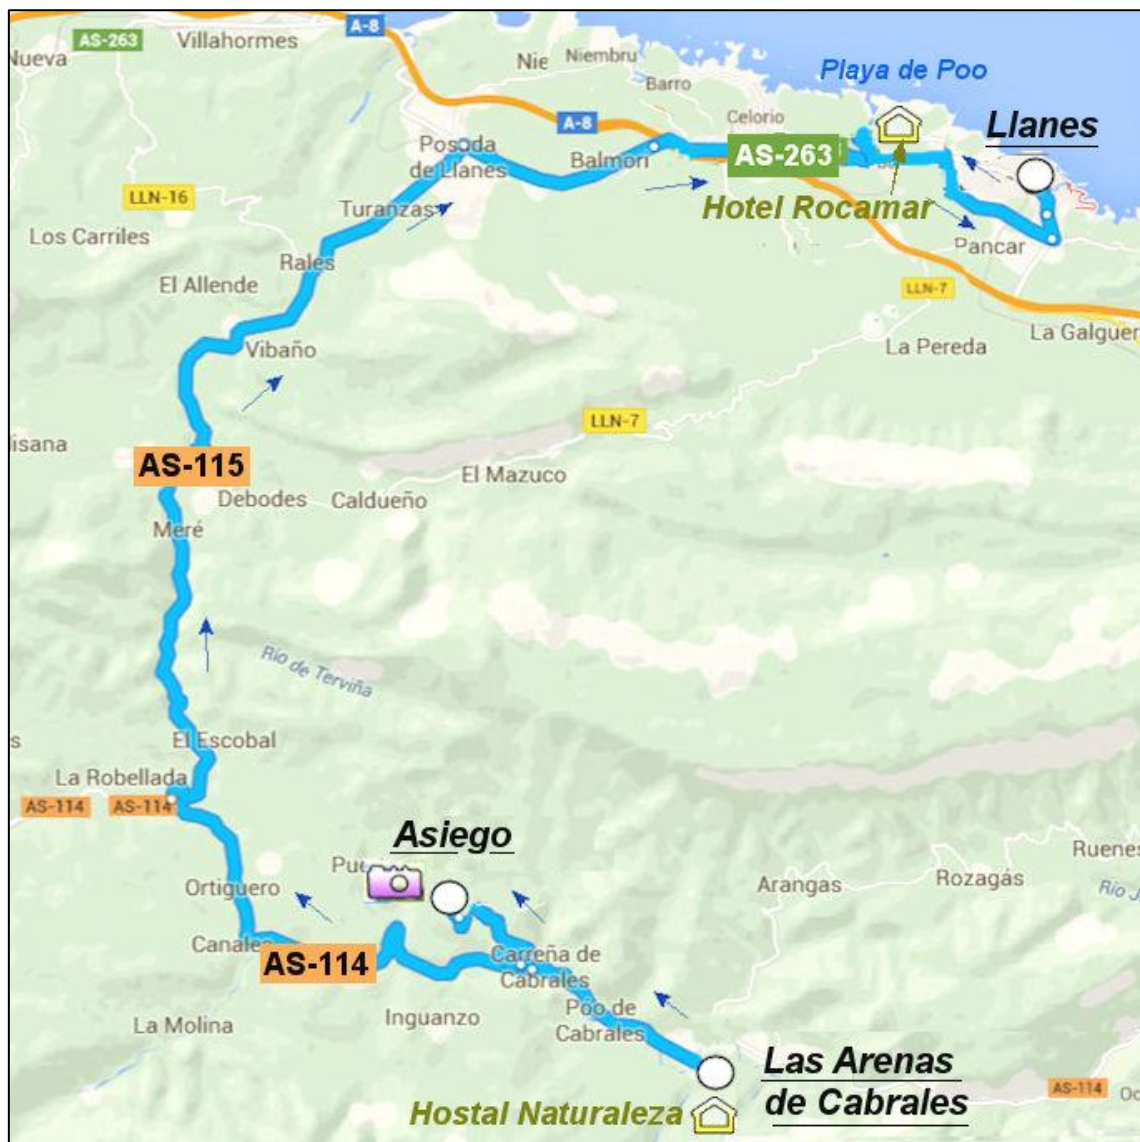 A-8
AS-263
Villahormes
Nueva
Nie
Niembru
Barro
Playa de Poo
Celorio
A-8
Llanes
Posada
de Llanes
Balmori
AS-263
LLN-16
Turanzas
Hotel Rocamar
Los Carriles
Pancar
Rales
El Allende
LLN-7
La Galguer
Vibaño
La Pereda
LLN-7
isana
AS-115
El Mazuco
Debodes
Caldueño
Meré
Río de Terviña
s
El Escobal
La Robellada
AS-114
AS-114
Asiego
Pue
Ruenes
Arangas
Rozagás
Ortiguero
Río J
Canales
AS-114
Carreña de
Cabrales
Inguanzo
Poo de
Cabrales
La Molina
Las Arenas
de Cabrales
AS-114
Oc
Hostal Naturaleza